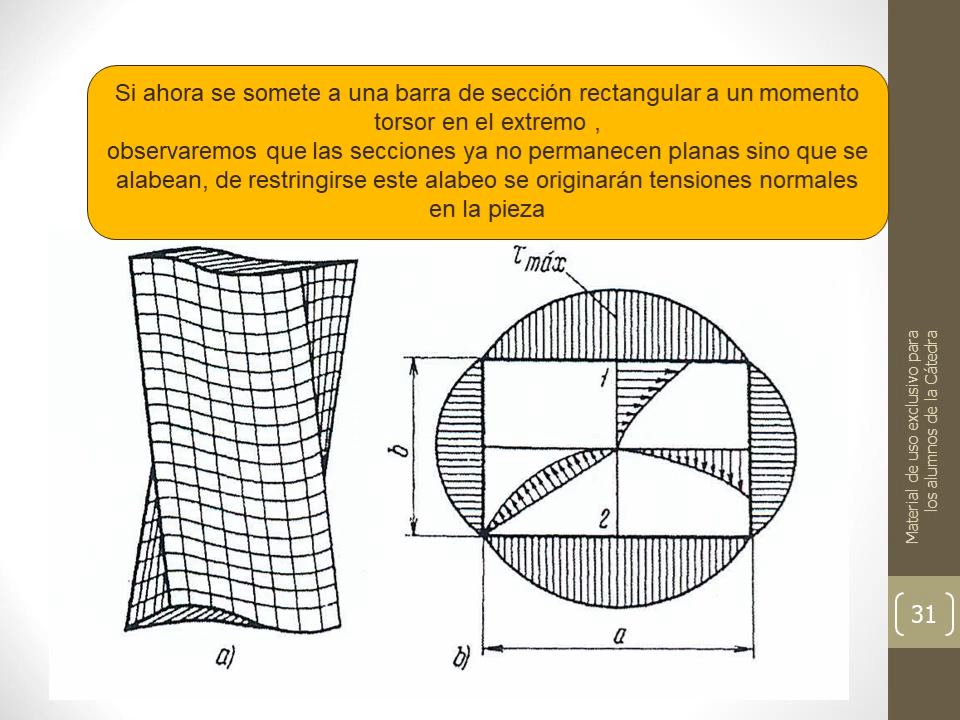 Si ahora se somete a una barra de sección rectangular a un momento
torsor en el extremo ,
observaremos que las secciones ya no permanecen planas sino que se
alabean, de restringirse este alabeo se originarán tensiones normales
en la pieza
τmáx
1
b
2
a
a)
b)
Material de uso exclusivo para
los alumnos de la Cátedra
31